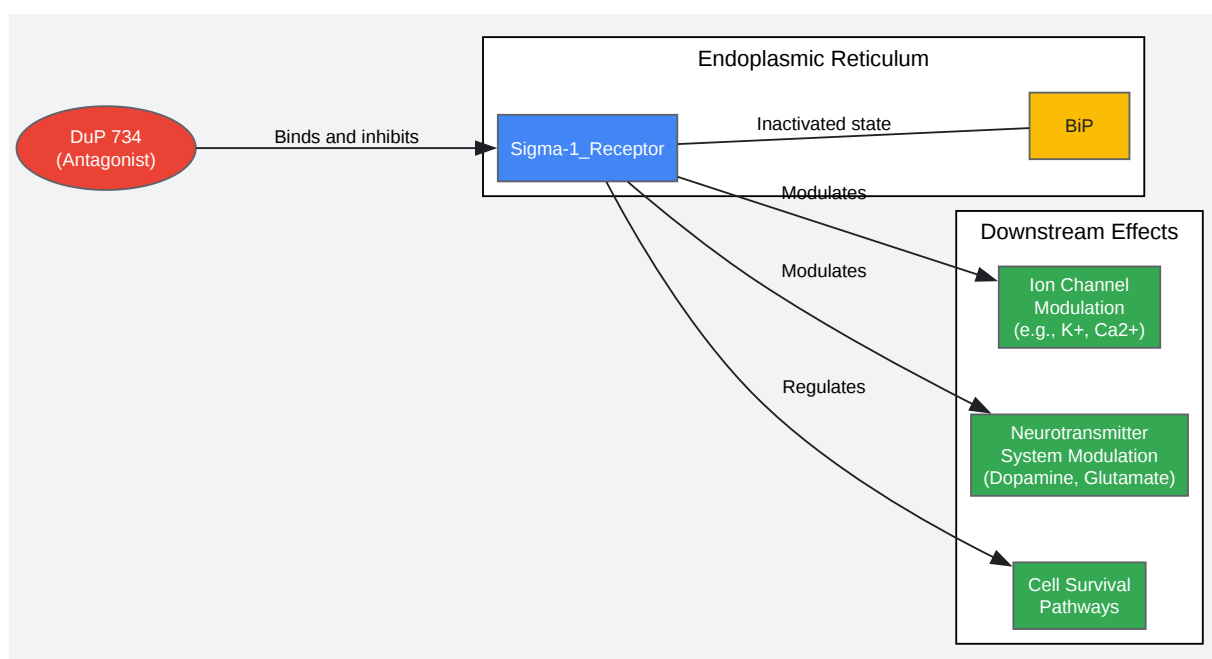 Endoplasmic Reticulum
DuP 734
(Antagonist)
Binds and inhibits
Sigma-1_Receptor
Inactivated state
BiP
Modulates
Downstream Effects
Modulates
Ion Channel
Modulation
(e.g., K+, Ca2+)
Regulates
Neurotransmitter
System Modulation
(Dopamine, Glutamate)
Cell Survival
Pathways